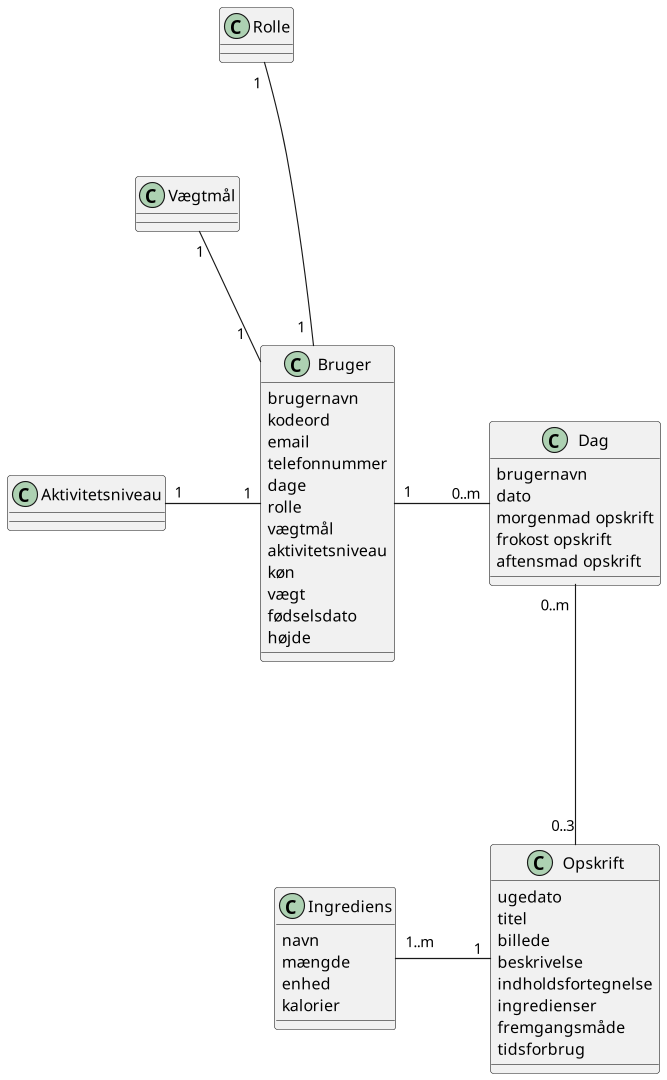 C Rolle
1
C Vægtmål
1
1
1
C Bruger
brugernavn
kodeord
email
telefonnummer
dage
rolle
vægtmål
aktivitetsniveau
køn
vægt
fødselsdato
højde
C Aktivitetsniveau
1
1
1
0..m
C Dag
brugernavn
dato
morgenmad opskrift
frokost opskrift
aftensmad opskrift
0..m
0..3
C Opskrift
ugedato
titel
billede
beskrivelse
indholdsfortegnelse
ingredienser
fremgangsmåde
tidsforbrug
C Ingrediens
navn
mængde
enhed
kalorier
1..m
1